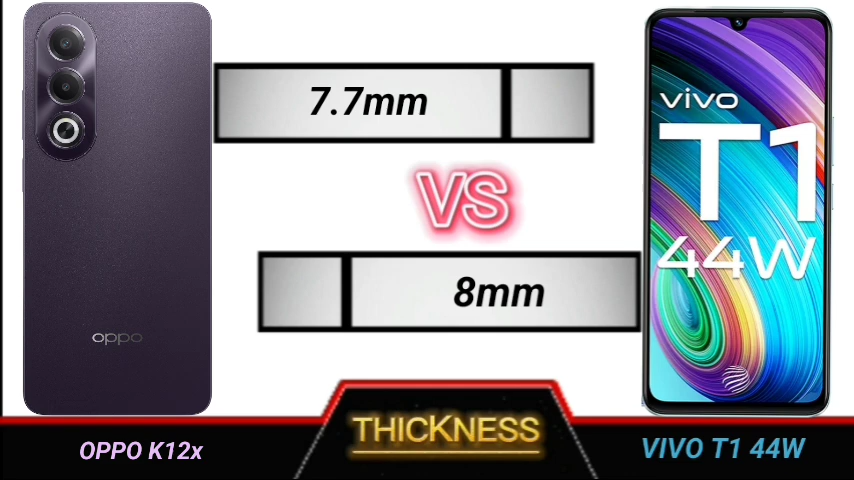 7.7mm
VS
8mm
oppo
vivo
T1
44W
THICKNESS
OPPO K12x
VIVO T1 44W